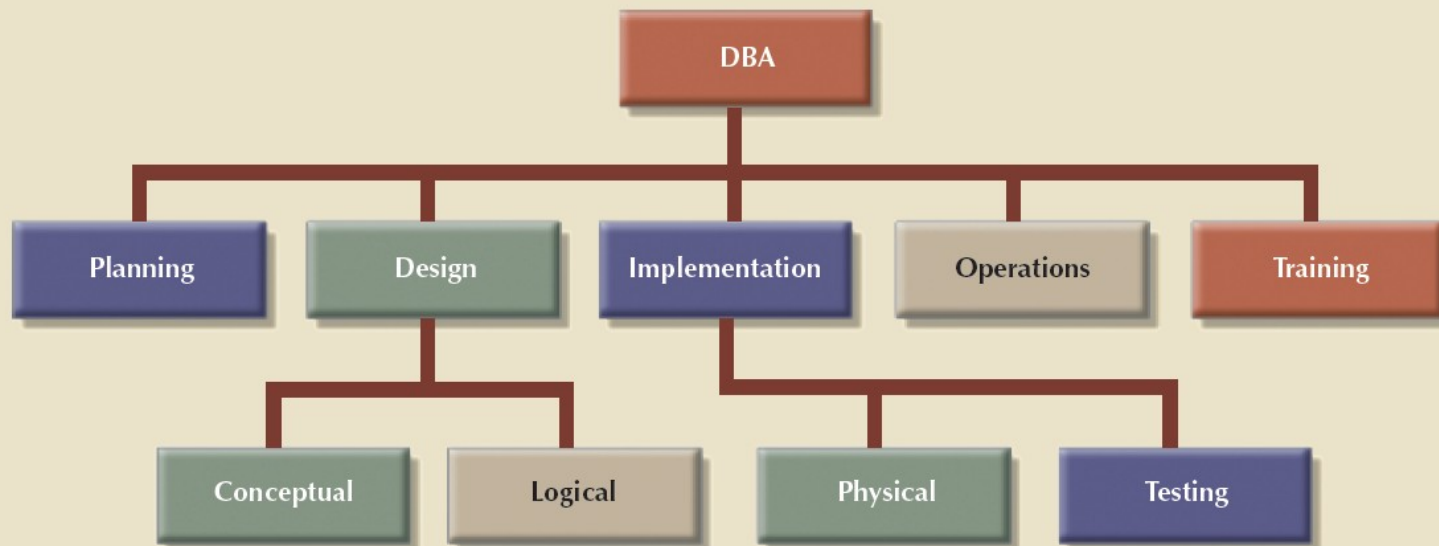 DBA
Planning
Design
Implementation
Operations
Training
Conceptual
Logical
Physical
Testing